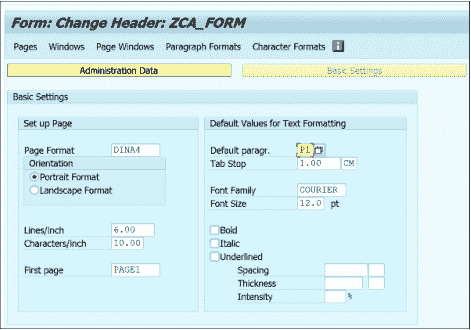 Form: Change Header: ZCA_FORM
Pages Windows Page Windows Paragraph Formats Character Formats i
Administration Data Basic Settings
Basic Settings
Set up Page
Page Format DINA4
Orientation
Portrait Format
Landscape Format
Lines/Inch 6.00
Characters/Inch 10.00
First page PAGE1
Default Values for Text Formatting
Default paragr. P1
Tab Stop 1.00 CM
Font Family COURIER
Font Size 12.0 pt
Bold
Italic
Underlined
Spacing
Thickness
Intensity %